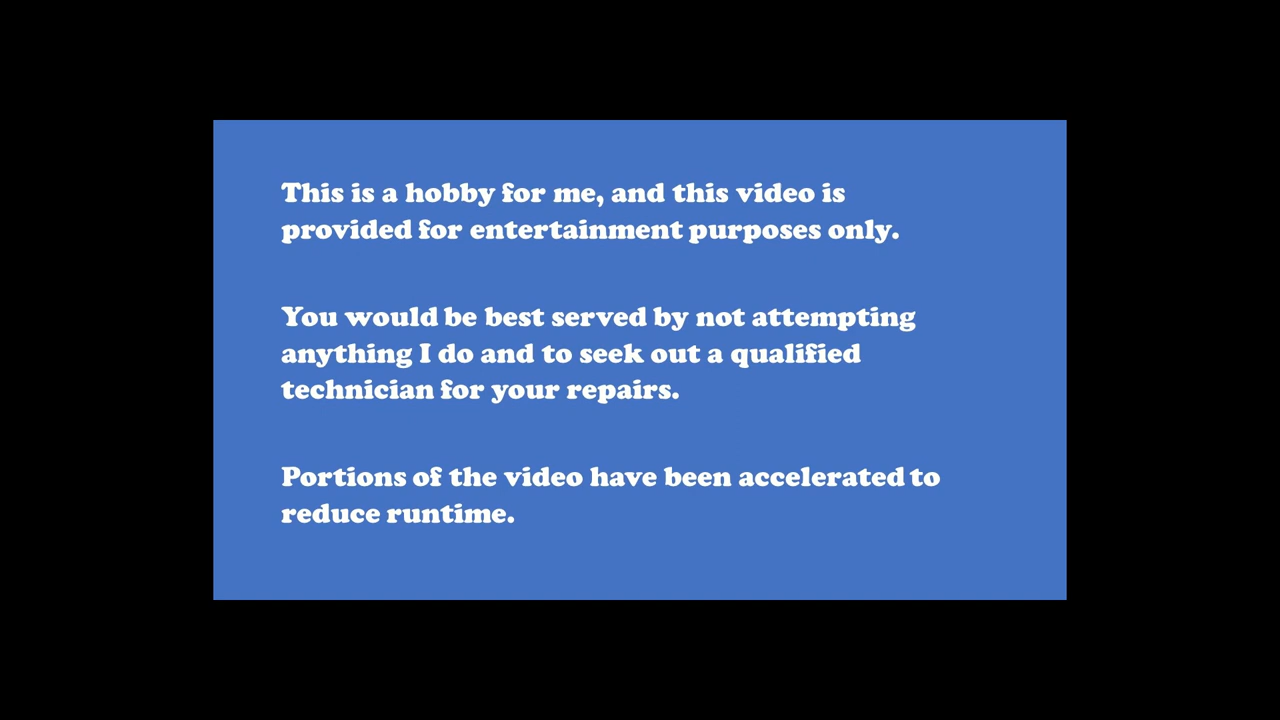 This is a hobby for me, and this video is
provided for entertainment purposes only.
You would be best served by not attempting
anything I do and to seek out a qualified
technician for your repairs.
Portions of the video have been accelerated to
reduce runtime.